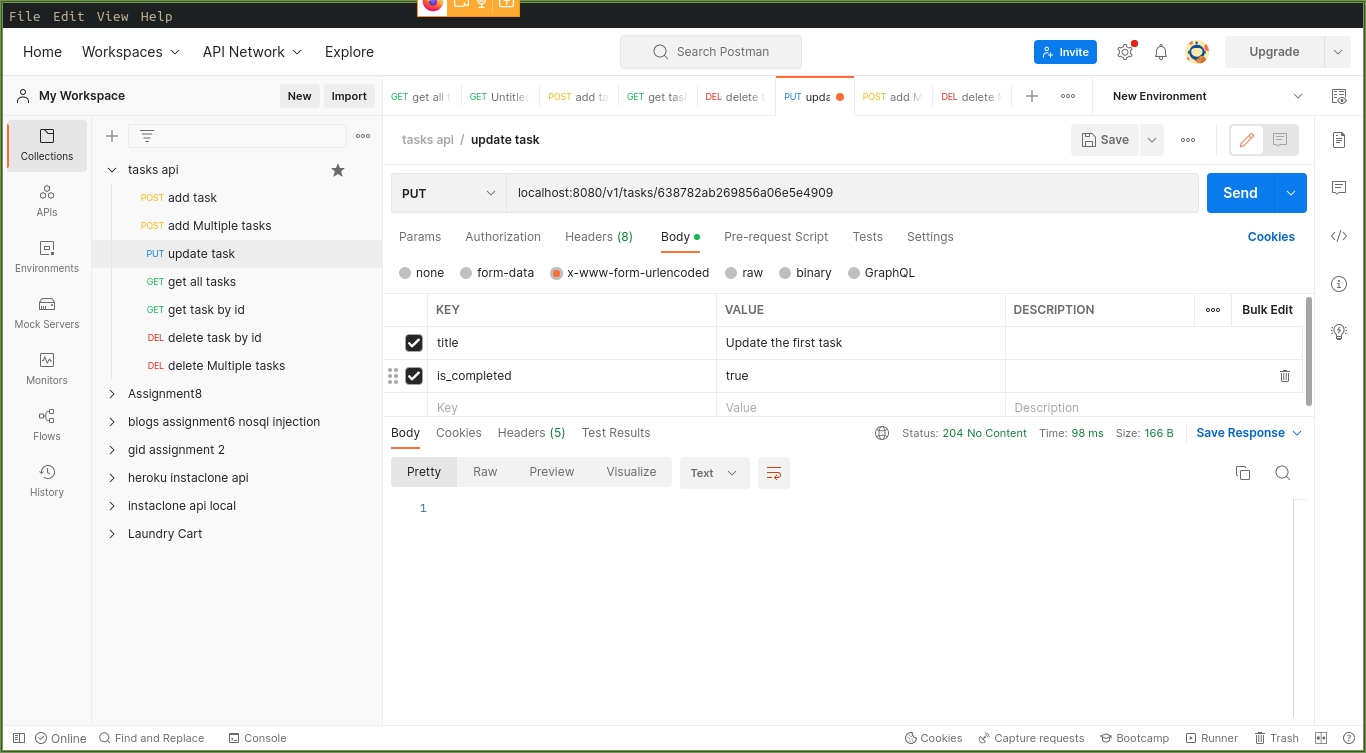 File Edit View Help
Home Workspaces API Network Explore Search Postman Invite Upgrade
My Workspace New Import
GET get all t GET Untitled POST add ta GET get tas DEL delete t PUT upda POST add M DEL delete M New Environment
Collections
APIs
Environments
Mock Servers
Monitors
Flows
History
tasks api
POST add task
POST add Multiple tasks
PUT update task
GET get all tasks
GET get task by id
DEL delete task by id
DEL delete Multiple tasks
Assignment8
blogs assignment6 nosql injection
gid assignment 2
heroku instaclone api
instaclone api local
Laundry Cart
tasks api / update task Save
PUT localhost:8080/v1/tasks/638782ab269856a06e5e4909 Send
Params Authorization Headers (8) Body Pre-request Script Tests Settings Cookies
none form-data x-www-form-urlencoded raw binary GraphQL
KEY VALUE DESCRIPTION Bulk Edit
title Update the first task
is_completed true
Key Value Description
Body Cookies Headers (5) Test Results Status: 204 No Content Time: 98 ms Size: 166 B Save Response
Pretty Raw Preview Visualize Text
1
Online Find and Replace Console Cookies Capture requests Bootcamp Runner Trash